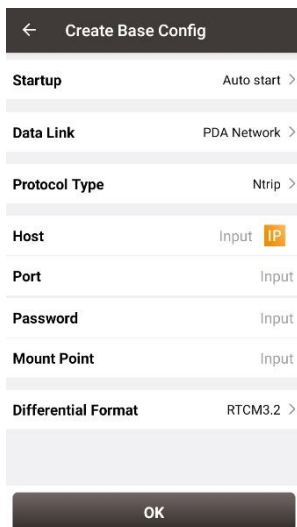 Create Base Config
Startup Auto start
Data Link PDA Network
Protocol Type Ntrip
Host Input IP
Port Input
Password Input
Mount Point Input
Differential Format RTCM3.2
OK